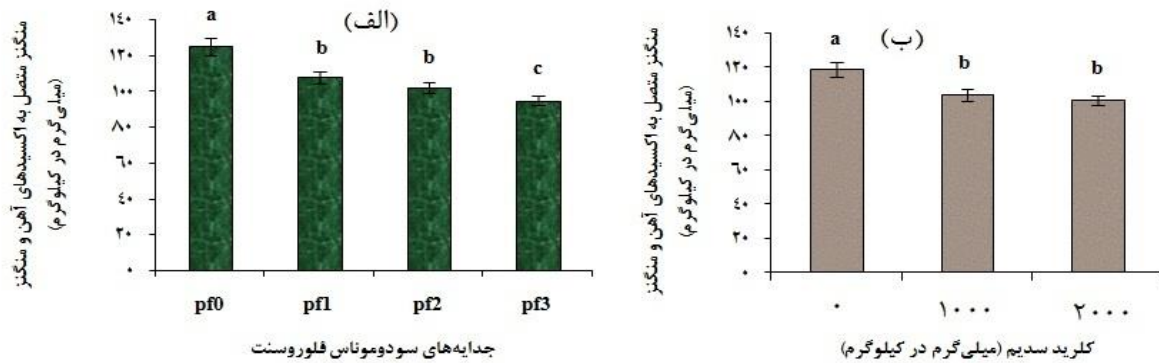 منگنز متصل به اکسیدهای آهن و منگنز
(میلی‌گرم در کیلوگرم)
(الف)
۱۴۰
۱۲۰
۱۰۰
۸۰
۶۰
۴۰
۲۰
۰
a
b
b
c
pf0
pf1
pf2
pf3
جدایه‌های سودوموناس فلوروسنت
منگنز متصل به اکسیدهای آهن و منگنز
(میلی‌گرم در کیلوگرم)
(ب)
۱۴۰
۱۲۰
۱۰۰
۸۰
۶۰
۴۰
۲۰
۰
a
b
b
۰
۱۰۰۰
۲۰۰۰
کلرید سدیم (میلی‌گرم در کیلوگرم)